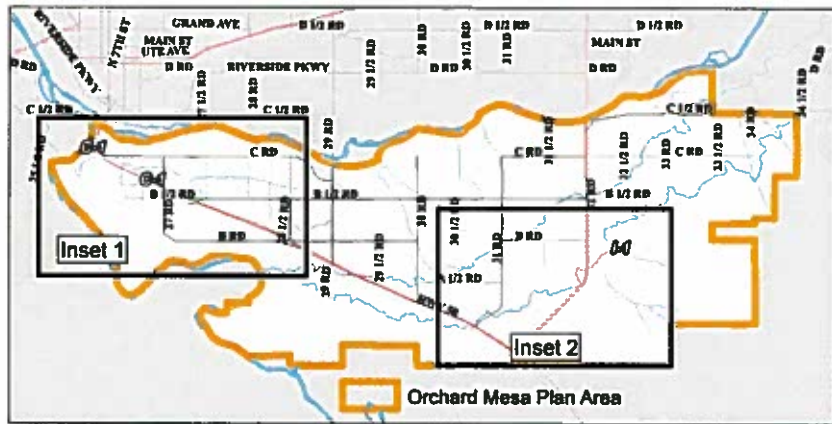 RIVERSIDE PKWY
N 7TH ST
GRAND AVE
MAIN ST
UTE AVE
D RD
RIVERSIDE PKWY
D 1/2 RD
30 RD
30 1/2 RD
31 RD
D 1/2 RD
MAIN ST
D RD
D 1/2 RD
D RD
C 1/2 RD
28 RD
C 1/2 RD
29 RD
29 1/2 RD
D RD
C 1/2 RD
34 RD
34 1/2 RD
C RD
C RD
31 1/2 RD
32 1/2 RD
33 RD
C RD
33 1/2 RD
B 1/2 RD
27 RD
B 1/2 RD
B 1/2 RD
B RD
28 1/2 RD
29 RD
29 1/2 RD
30 RD
30 1/2 RD
31 RD
B RD
A 1/2 RD
Inset 1
Inset 2
Orchard Mesa Plan Area